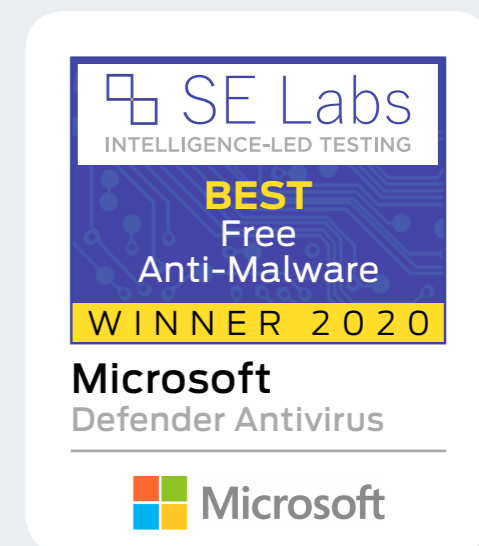 SE Labs
INTELLIGENCE-LED TESTING
BEST
Free
Anti-Malware
WINNER 2020
Microsoft
Defender Antivirus
Microsoft